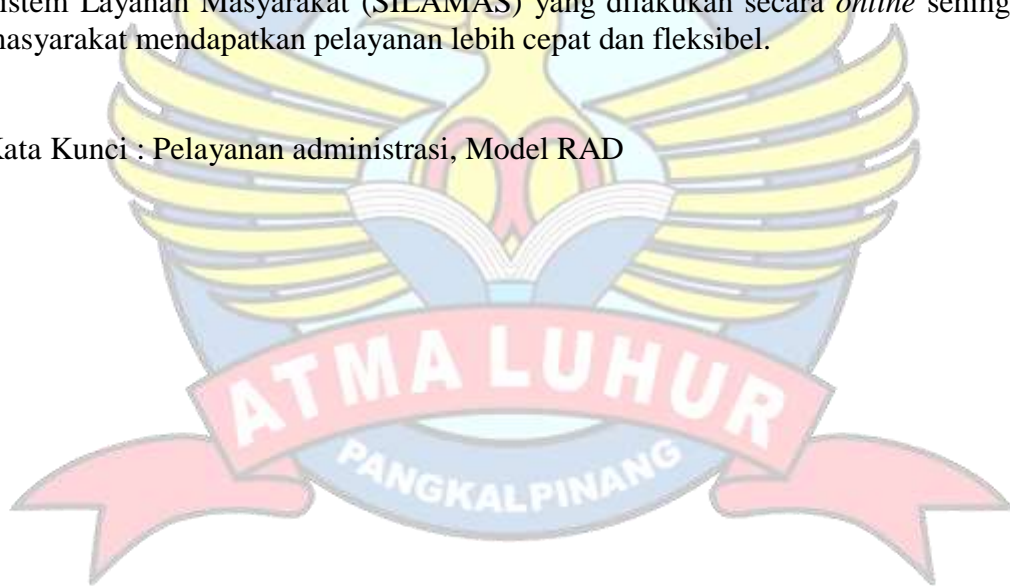 istem Layanan Masyarakat (SILAMAS) yang dilakukan secara online sehing
masyarakat mendapatkan pelayanan lebih cepat dan fleksibel.
Kata Kunci : Pelayanan administrasi, Model RAD
ATMA LUHUR
PANGKALPINANG